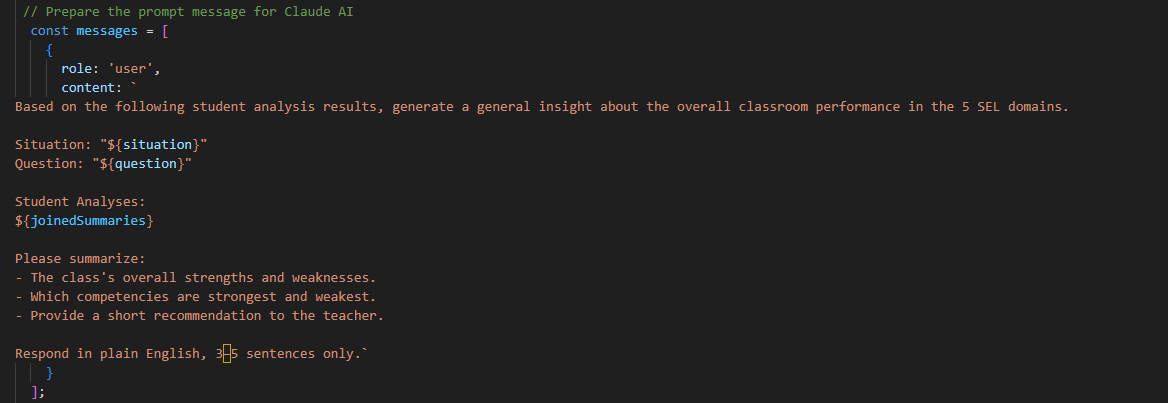 // Prepare the prompt message for Claude AI
const messages = [
{
role: 'user',
content: `
Based on the following student analysis results, generate a general insight about the overall classroom performance in the 5 SEL domains.
Situation: "${situation}"
Question: "${question}"
Student Analyses:
${joinedSummaries}
Please summarize:
- The class's overall strengths and weaknesses.
- Which competencies are strongest and weakest.
- Provide a short recommendation to the teacher.
Respond in plain English, 3–5 sentences only.`
}
];